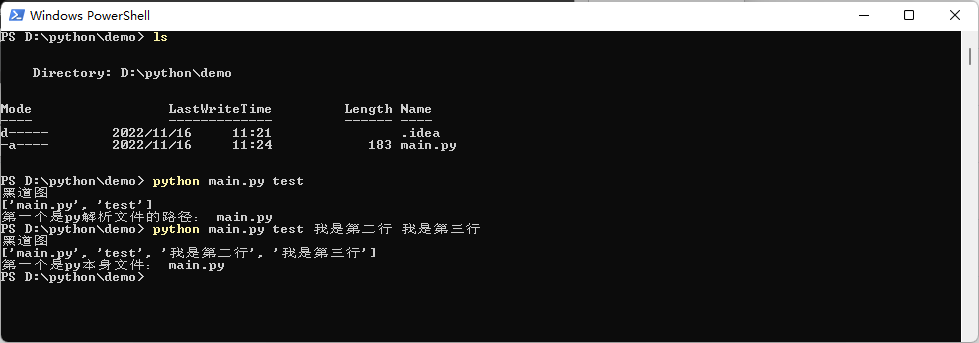 Windows PowerShell
PS D:\python\demo> ls
Directory: D:\python\demo
Mode LastWriteTime Length Name
---- ------------- ------ ----
d----- 2022/11/16 11:21 .idea
-a---- 2022/11/16 11:24 183 main.py
PS D:\python\demo> python main.py test
黑道图
['main.py', 'test']
第一个是py解析文件的路径： main.py
PS D:\python\demo> python main.py test 我是第二行 我是第三行
黑道图
['main.py', 'test', '我是第二行', '我是第三行']
第一个是py本身文件： main.py
PS D:\python\demo>